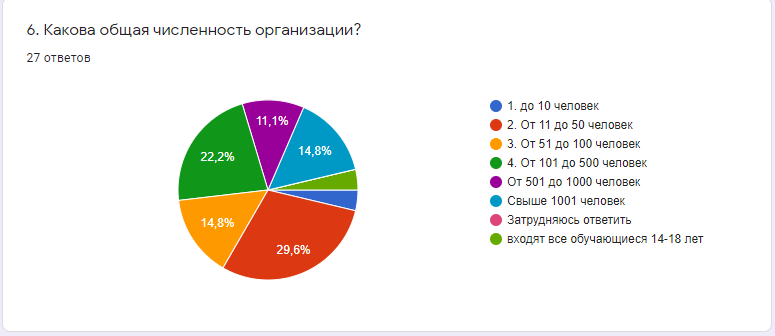 6. Какова общая численность организации?
27 ответов
11,1%
14,8%
22,2%
14,8%
29,6%
1. до 10 человек
2. От 11 до 50 человек
3. От 51 до 100 человек
4. От 101 до 500 человек
От 501 до 1000 человек
Свыше 1001 человек
Затрудняюсь ответить
входят все обучающиеся 14-18 лет